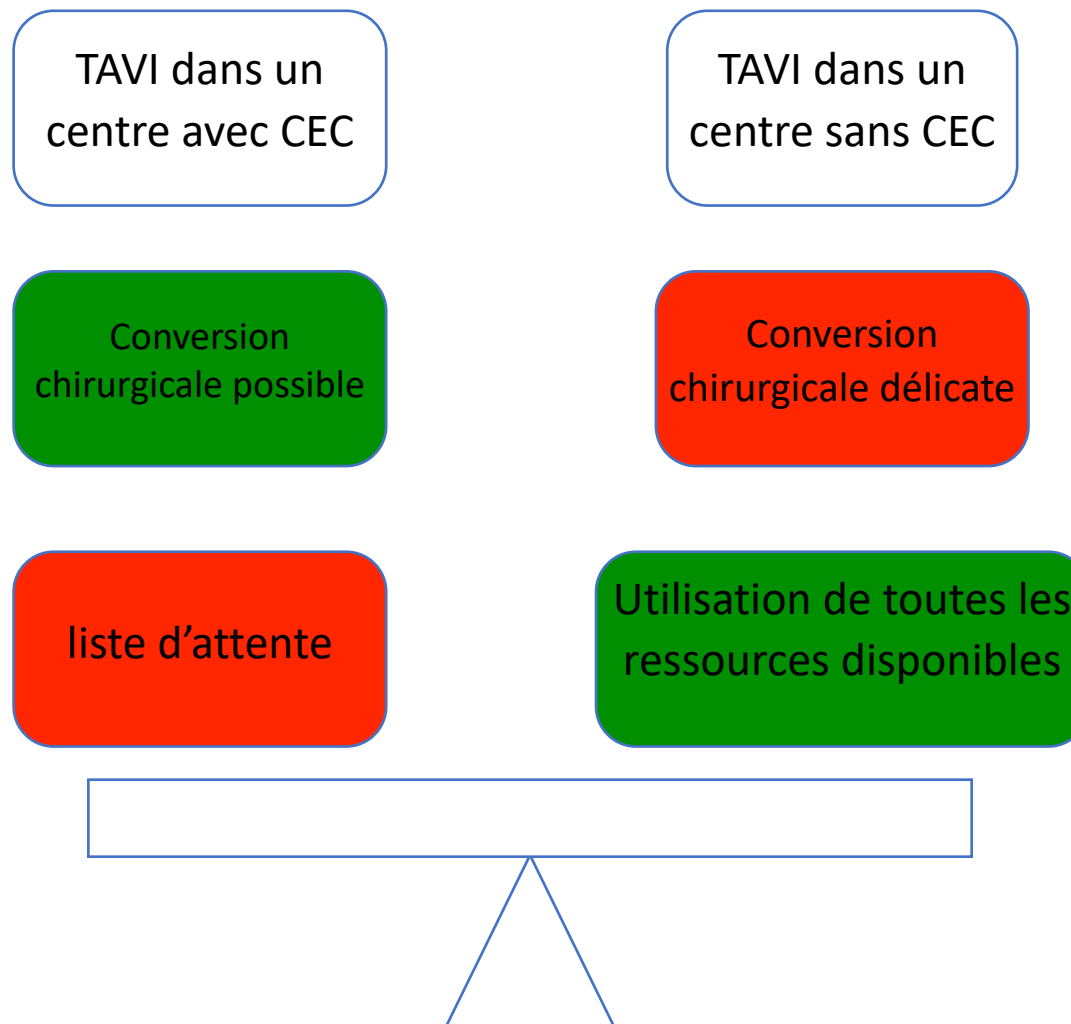 TAVI dans un
centre avec CEC
TAVI dans un
centre sans CEC
Conversion
chirurgicale possible
Conversion
chirurgicale délicate
liste d’attente
Utilisation de toutes les
ressources disponibles